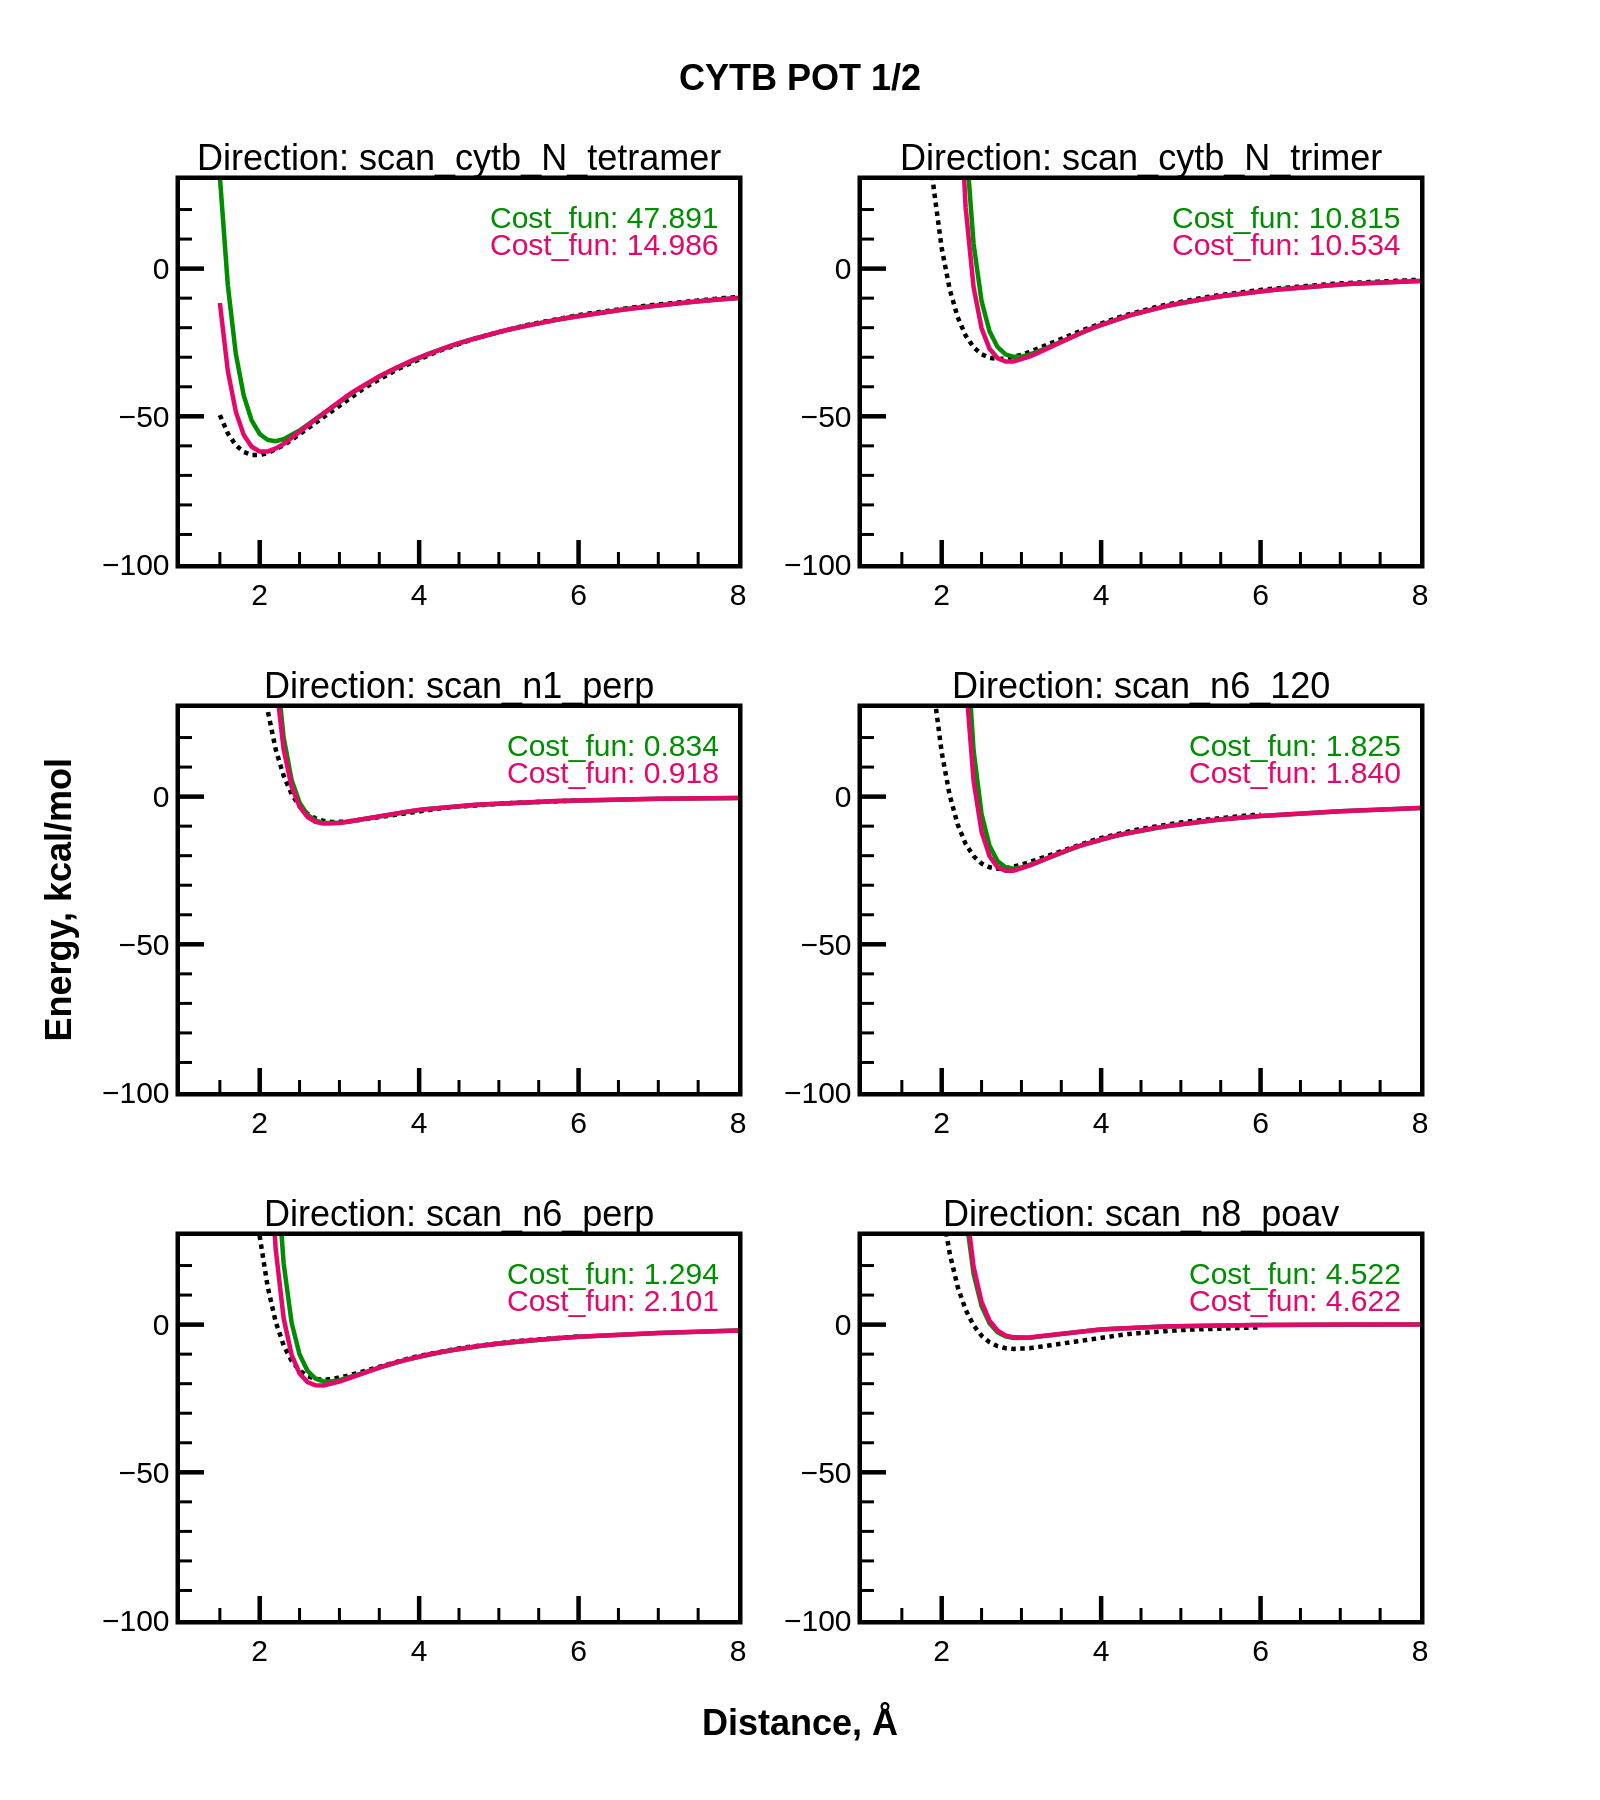 CYTB POT 1/2
Direction: scan_cytb_N_tetramer
Cost_fun: 47.891
Cost_fun: 14.986
0
−50
−100
2 4 6 8
Direction: scan_cytb_N_trimer
Cost_fun: 10.815
Cost_fun: 10.534
0
−50
−100
2 4 6 8
Energy, kcal/mol
Direction: scan_n1_perp
Cost_fun: 0.834
Cost_fun: 0.918
0
−50
−100
2 4 6 8
Direction: scan_n6_120
Cost_fun: 1.825
Cost_fun: 1.840
0
−50
−100
2 4 6 8
Direction: scan_n6_perp
Cost_fun: 1.294
Cost_fun: 2.101
0
−50
−100
2 4 6 8
Direction: scan_n8_poav
Cost_fun: 4.522
Cost_fun: 4.622
0
−50
−100
2 4 6 8
Distance, Å